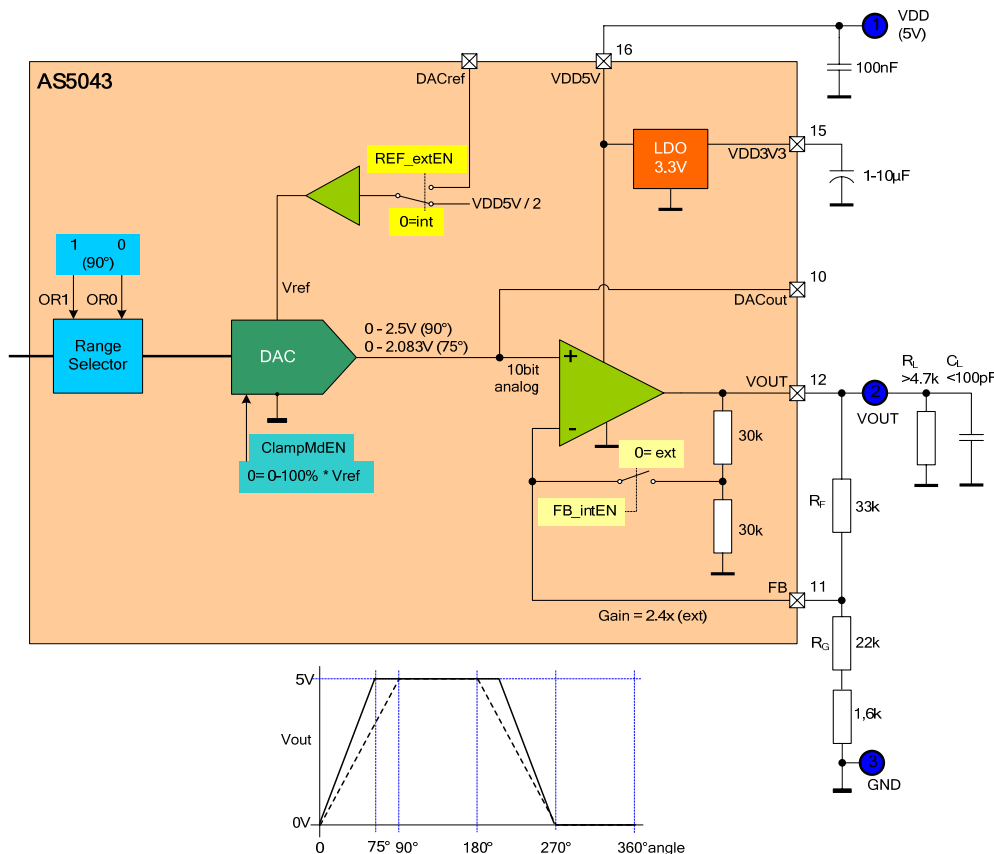 1
VDD
(5V)
16
100nF
AS5043
DACref
VDD5V
15
LDO
3.3V
VDD3V3
REF_extEN
1-10µF
VDD5V / 2
0=int
1 0
(90°)
10
OR1
OR0
Vref
DACout
Range
Selector
DAC
0 - 2.5V (90°)
0 - 2.083V (75°)
10bit
analog
+
-
VOUT
12
2
VOUT
RL
>4.7k
CL
<100pF
30k
ClampMdEN
0= 0-100% * Vref
0= ext
FB_intEN
30k
RF
33k
FB
11
Gain = 2.4x (ext)
RG
22k
1,6k
3
GND
5V
Vout
0V
0
75°
90°
180°
270°
360°angle